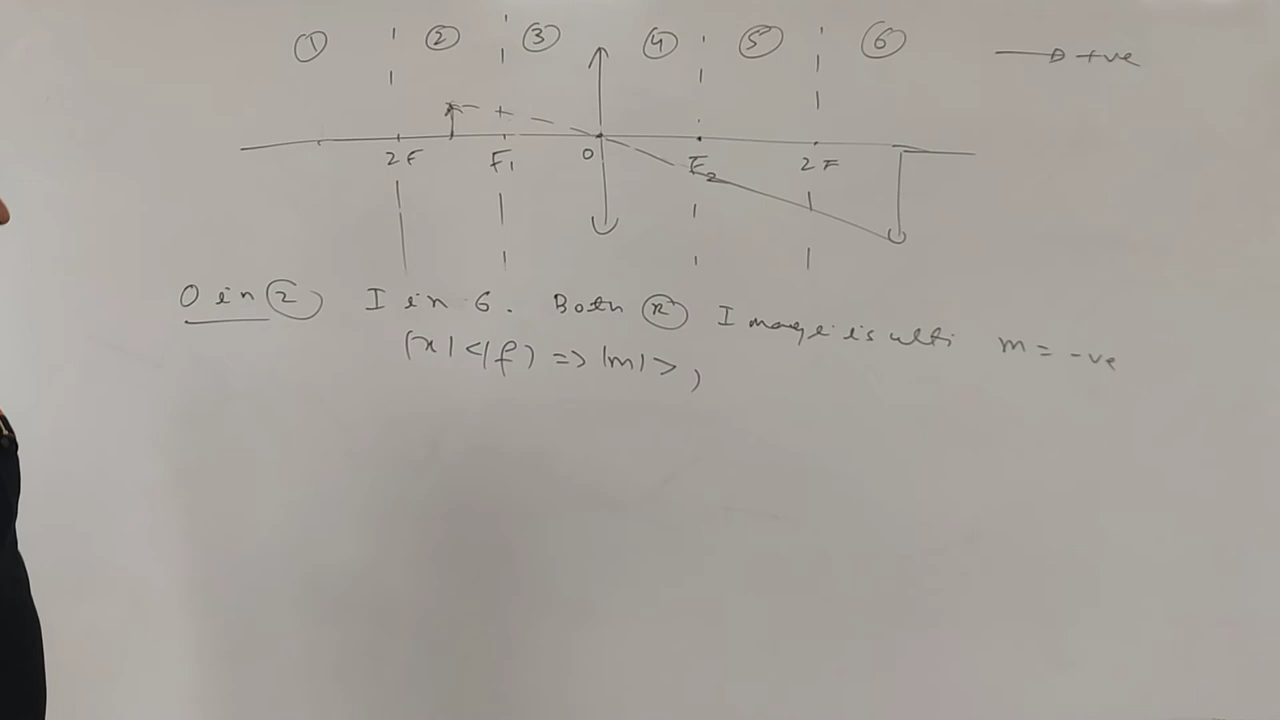 ① ② ③ ④ ⑤ ⑥ +ve
2F F₁ O F₂ 2F
O in ② I in 6. Both (r) Image is ulti m = -ve
|x| < |f| => |m| > 1